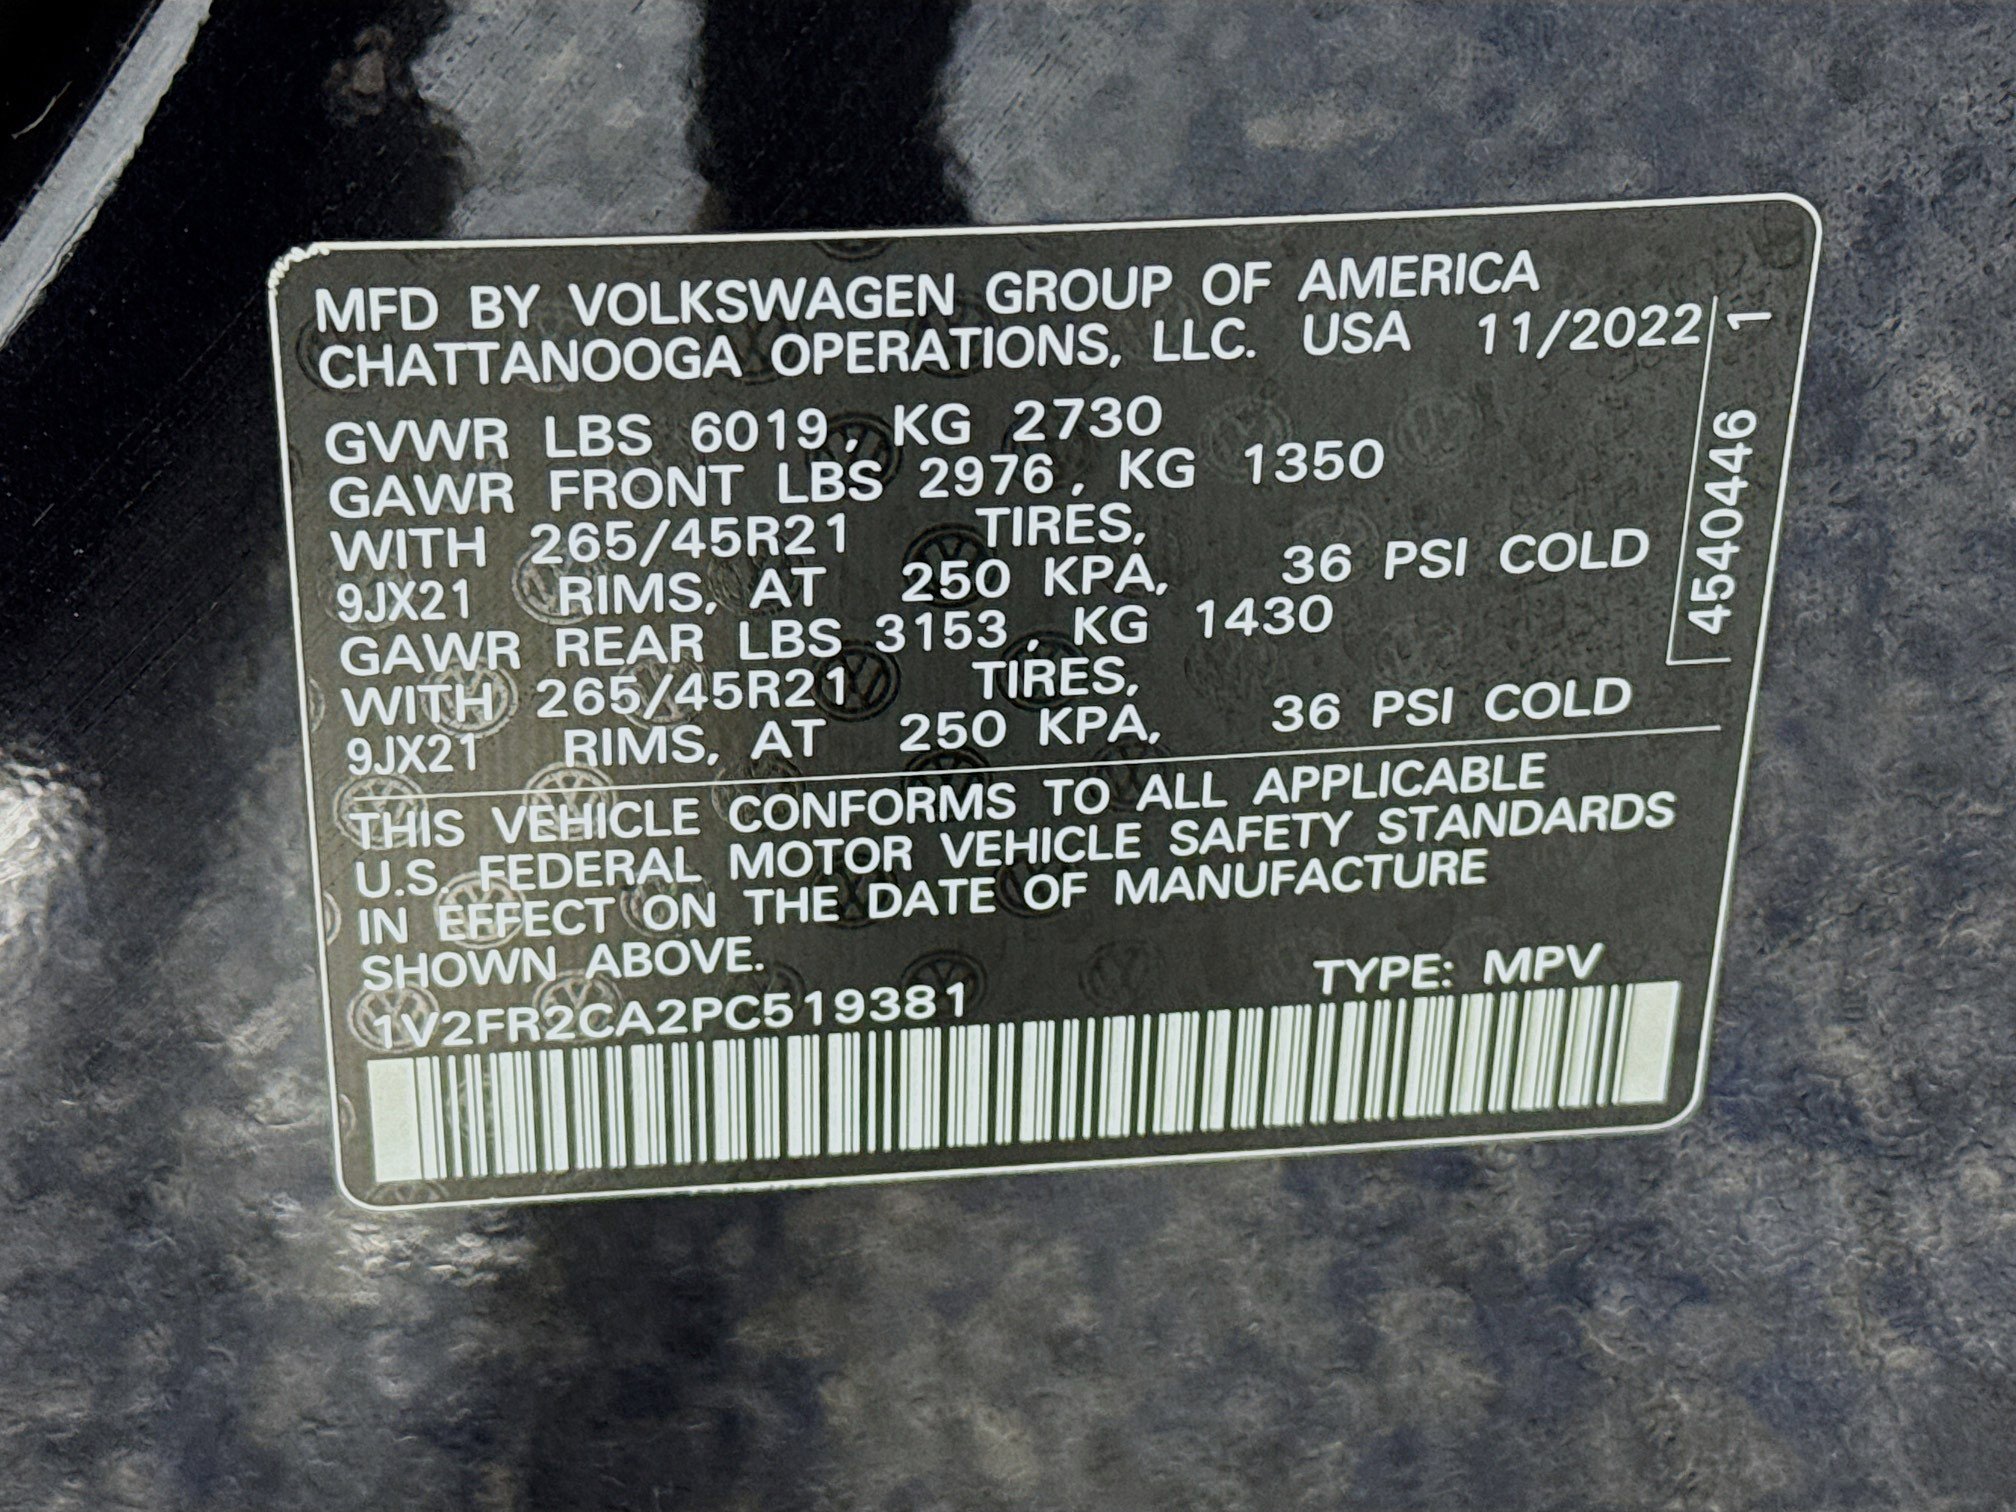 MFD BY VOLKSWAGEN GROUP OF AMERICA
CHATTANOOGA OPERATIONS, LLC. USA 11/2022
GVWR LBS 6019, KG 2730
GAWR FRONT LBS 2976, KG 1350
WITH 265/45R21 TIRES,
9JX21 RIMS, AT 250 KPA, 36 PSI COLD
GAWR REAR LBS 3153, KG 1430
WITH 265/45R21 TIRES,
9JX21 RIMS, AT 250 KPA, 36 PSI COLD
THIS VEHICLE CONFORMS TO ALL APPLICABLE
U.S. FEDERAL MOTOR VEHICLE SAFETY STANDARDS
IN EFFECT ON THE DATE OF MANUFACTURE
SHOWN ABOVE.
TYPE: MPV
1V2FR2CA2PC519381
4540446 1